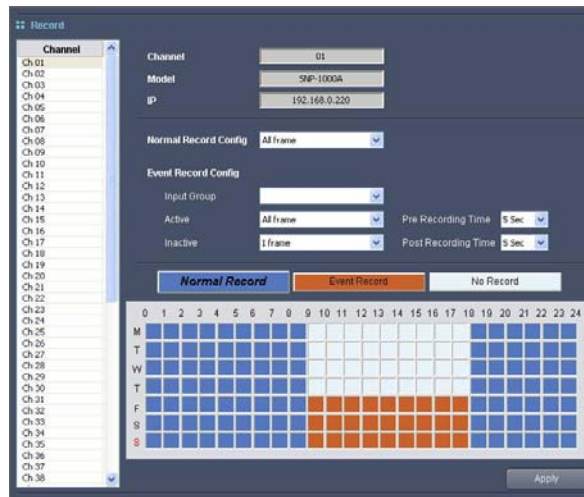 Record
Channel
Ch 01
Ch 02
Ch 03
Ch 04
Ch 05
Ch 06
Ch 07
Ch 08
Ch 09
Ch 10
Ch 11
Ch 12
Ch 13
Ch 14
Ch 15
Ch 16
Ch 17
Ch 18
Ch 19
Ch 20
Ch 21
Ch 22
Ch 23
Ch 24
Ch 25
Ch 26
Ch 27
Ch 28
Ch 29
Ch 30
Ch 31
Ch 32
Ch 33
Ch 34
Ch 35
Ch 36
Ch 37
Ch 38
Channel 01
Model SNP-1000A
IP 192.168.0.220
Normal Record Config All frame
Event Record Config
Input Group
Active All frame Pre Recording Time 5 Sec
Inactive I frame Post Recording Time 5 Sec
Normal Record Event Record No Record
0 1 2 3 4 5 6 7 8 9 10 11 12 13 14 15 16 17 18 19 20 21 22 23 24
M
T
W
T
F
S
S
Apply